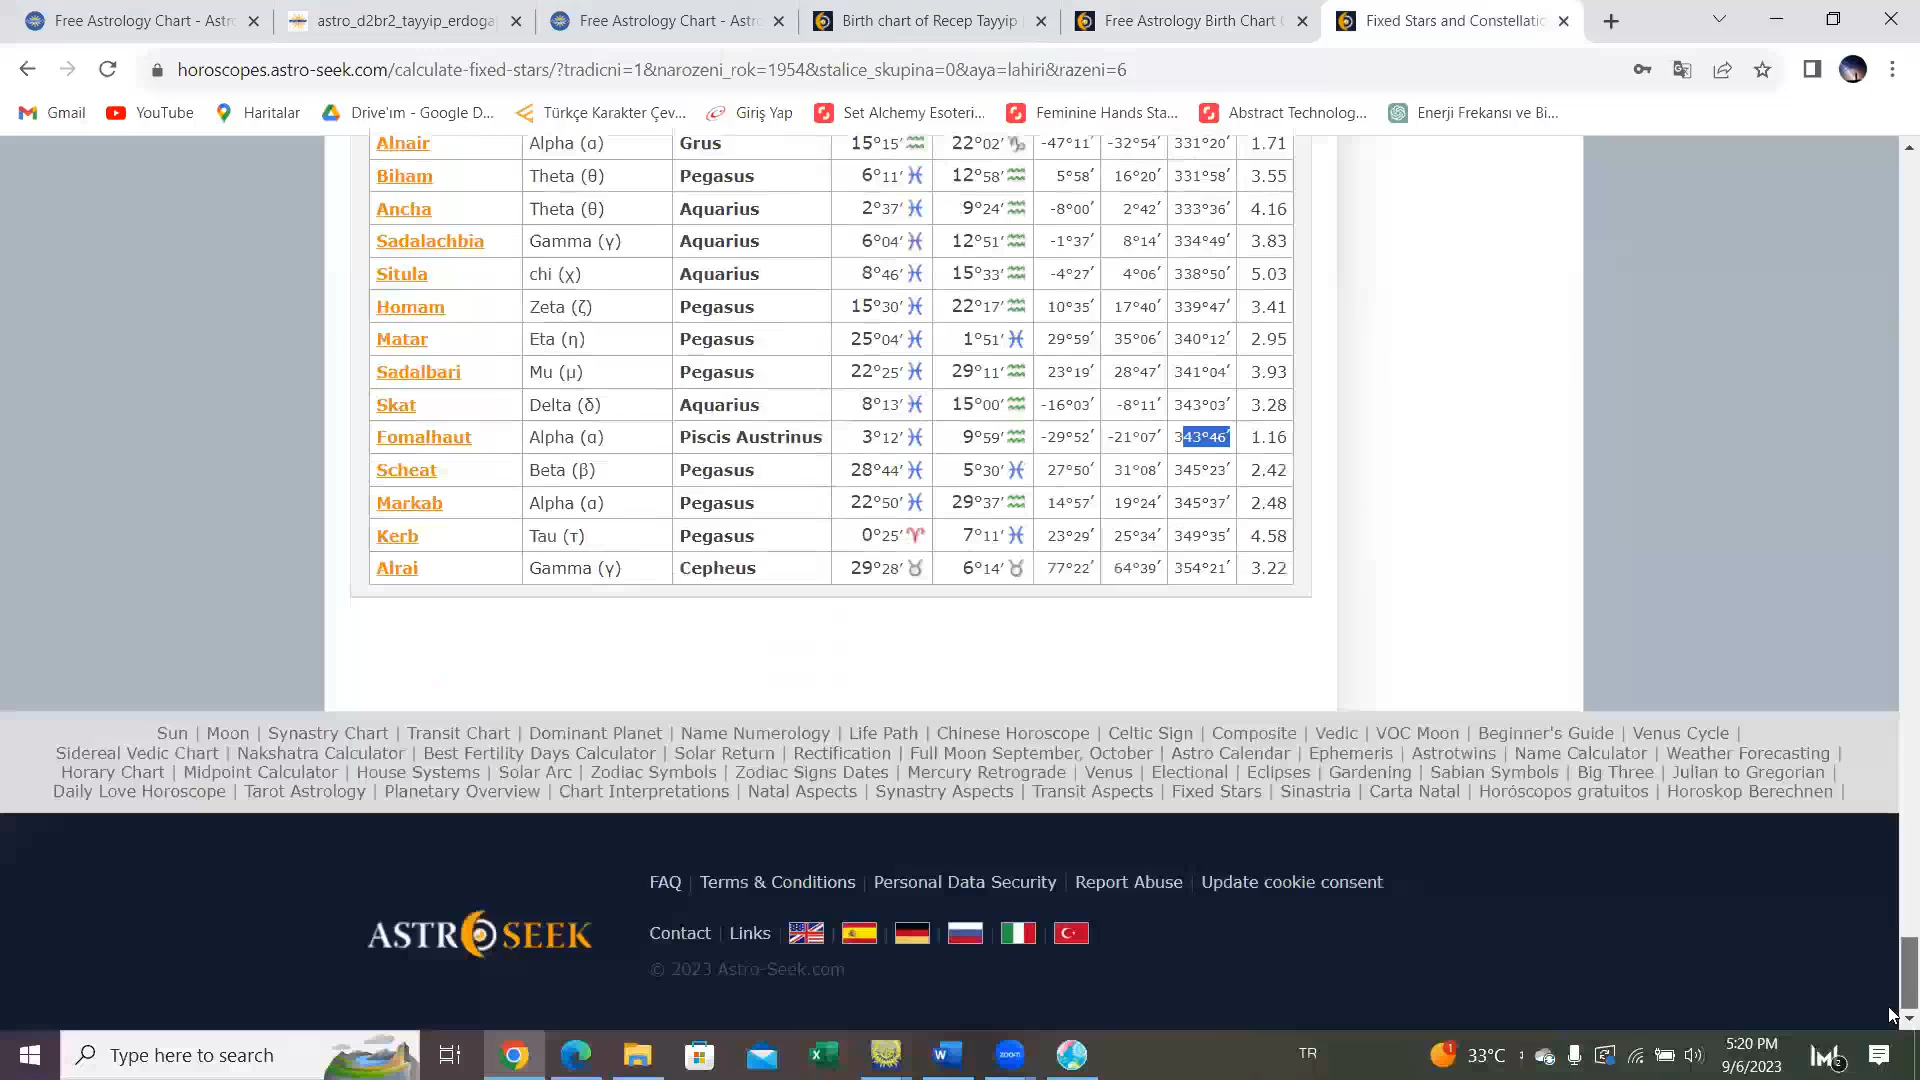 Free Astrology Chart - Astr
astro_d2br2_tayyip_erdoga
Free Astrology Chart - Astr
Birth chart of Recep Tayyip
Free Astrology Birth Chart
Fixed Stars and Constellatio
horoscopes.astro-seek.com/calculate-fixed-stars/?tradicni=1&narozeni_rok=1954&stalice_skupina=0&aya=lahiri&razeni=6
Gmail YouTube Haritalar Drive'ım - Google D... Türkçe Karakter Çev... Giriş Yap Set Alchemy Esoteri... Feminine Hands Sta... Abstract Technolog... Enerji Frekansı ve Bi...
Alnair Alpha (α) Grus 15°15′ ♒ 22°02′ ♑ -47°11′ -32°54′ 331°20′ 1.71
Biham Theta (θ) Pegasus 6°11′ ♓ 12°58′ ♒ 5°58′ 16°20′ 331°58′ 3.55
Ancha Theta (θ) Aquarius 2°37′ ♓ 9°24′ ♒ -8°00′ 2°42′ 333°36′ 4.16
Sadalachbia Gamma (γ) Aquarius 6°04′ ♓ 12°51′ ♒ -1°37′ 8°14′ 334°49′ 3.83
Situla chi (χ) Aquarius 8°46′ ♓ 15°33′ ♒ -4°27′ 4°06′ 338°50′ 5.03
Homam Zeta (ζ) Pegasus 15°30′ ♓ 22°17′ ♒ 10°35′ 17°40′ 339°47′ 3.41
Matar Eta (η) Pegasus 25°04′ ♓ 1°51′ ♓ 29°59′ 35°06′ 340°12′ 2.95
Sadalbari Mu (μ) Pegasus 22°25′ ♓ 29°11′ ♒ 23°19′ 28°47′ 341°04′ 3.93
Skat Delta (δ) Aquarius 8°13′ ♓ 15°00′ ♒ -16°03′ -8°11′ 343°03′ 3.28
Fomalhaut Alpha (α) Piscis Austrinus 3°12′ ♓ 9°59′ ♒ -29°52′ -21°07′ 343°46′ 1.16
Scheat Beta (β) Pegasus 28°44′ ♓ 5°30′ ♓ 27°50′ 31°08′ 345°23′ 2.42
Markab Alpha (α) Pegasus 22°50′ ♓ 29°37′ ♒ 14°57′ 19°24′ 345°37′ 2.48
Kerb Tau (τ) Pegasus 0°25′ ♈ 7°11′ ♓ 23°29′ 25°34′ 349°35′ 4.58
Alrai Gamma (γ) Cepheus 29°28′ ♉ 6°14′ ♉ 77°22′ 64°39′ 354°21′ 3.22
Sun | Moon | Synastry Chart | Transit Chart | Dominant Planet | Name Numerology | Life Path | Chinese Horoscope | Celtic Sign | Composite | Vedic | VOC Moon | Beginner's Guide | Venus Cycle |
Sidereal Vedic Chart | Nakshatra Calculator | Best Fertility Days Calculator | Solar Return | Rectification | Full Moon September, October | Astro Calendar | Ephemeris | Astrotwins | Name Calculator | Weather Forecasting |
Horary Chart | Midpoint Calculator | House Systems | Solar Arc | Zodiac Symbols | Zodiac Signs Dates | Mercury Retrograde | Venus | Electional | Eclipses | Gardening | Sabian Symbols | Big Three | Julian to Gregorian |
Daily Love Horoscope | Tarot Astrology | Planetary Overview | Chart Interpretations | Natal Aspects | Synastry Aspects | Transit Aspects | Fixed Stars | Sinastria | Carta Natal | Horóscopos gratuitos | Horoskop Berechnen |
FAQ | Terms & Conditions | Personal Data Security | Report Abuse | Update cookie consent
ASTRO SEEK
Contact | Links
© 2023 Astro-Seek.com
Type here to search
zoom
TR
1
33°C
5:20 PM
9/6/2023
2